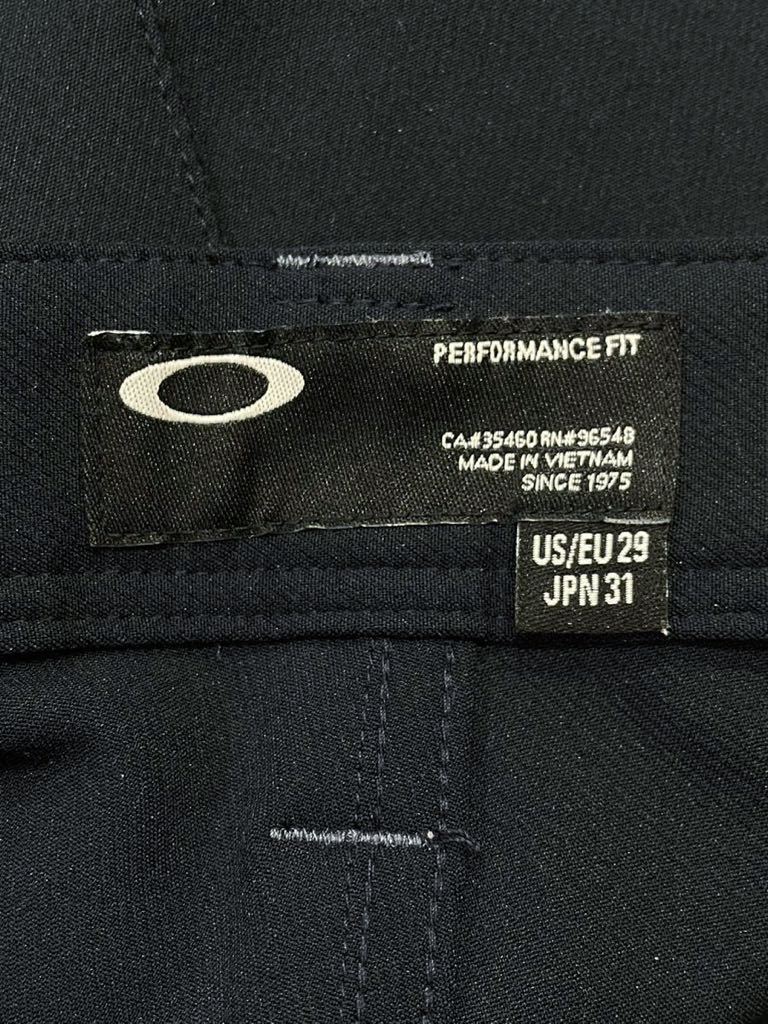 PERFORMANCE FIT
CA#35460 RN#96548
MADE IN VIETNAM
SINCE 1975
US/EU 29
JPN 31